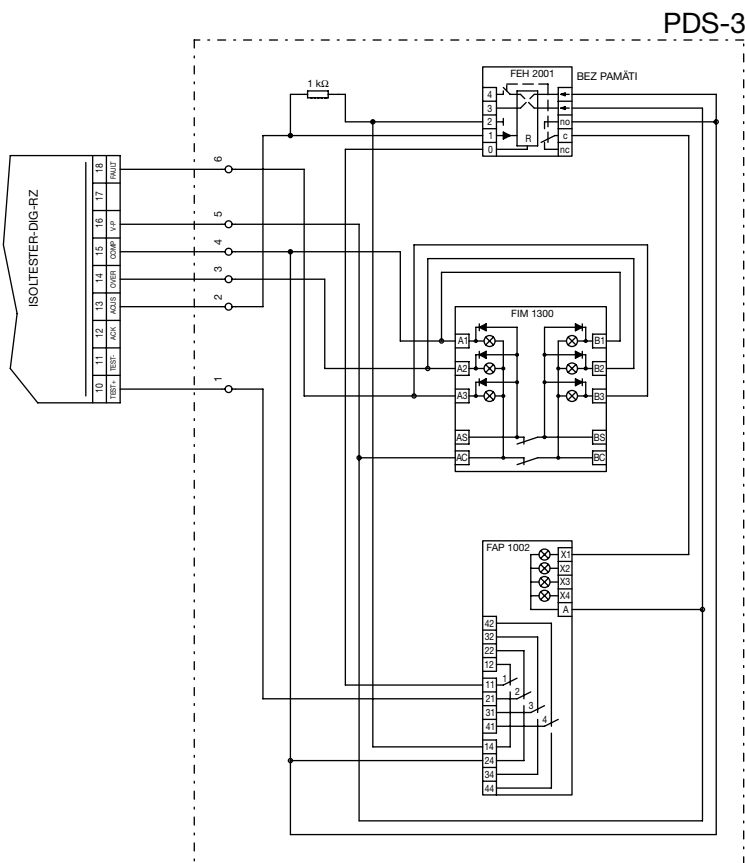 PDS-3
FEH 2001
BEZ PAMÄTI
1 kΩ
4
3
2
1
0
R
no
c
nc
ISOLTESTER-DIG-RZ
18 FAULT
17
16 V-P
15 COMP
14 OVER
13 ACUS
12 ACK
11 TEST-
10 TEST+
6
5
4
3
2
1
FIM 1300
A1 B1
A2 B2
A3 B3
AS BS
AC BC
FAP 1002
X1
X2
X3
X4
A
42
32
22
12
11 1
21 2
31 3
41 4
14
24
34
44